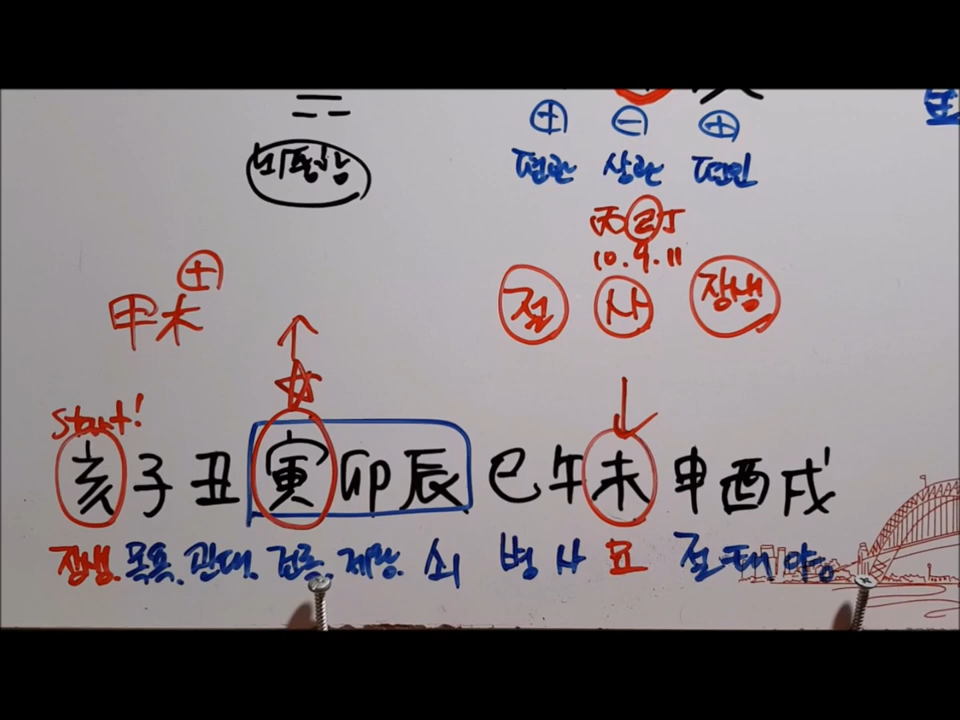 비견합
편관 상관 편인
丙 己 丁
10. 9. 11
甲木
절 사 장생
Start!
亥 子 丑 寅 卯 辰 巳 午 未 申 酉 戌
장생. 목욕. 관대. 건록. 제왕. 쇠 병 사 묘 절 태. 양.